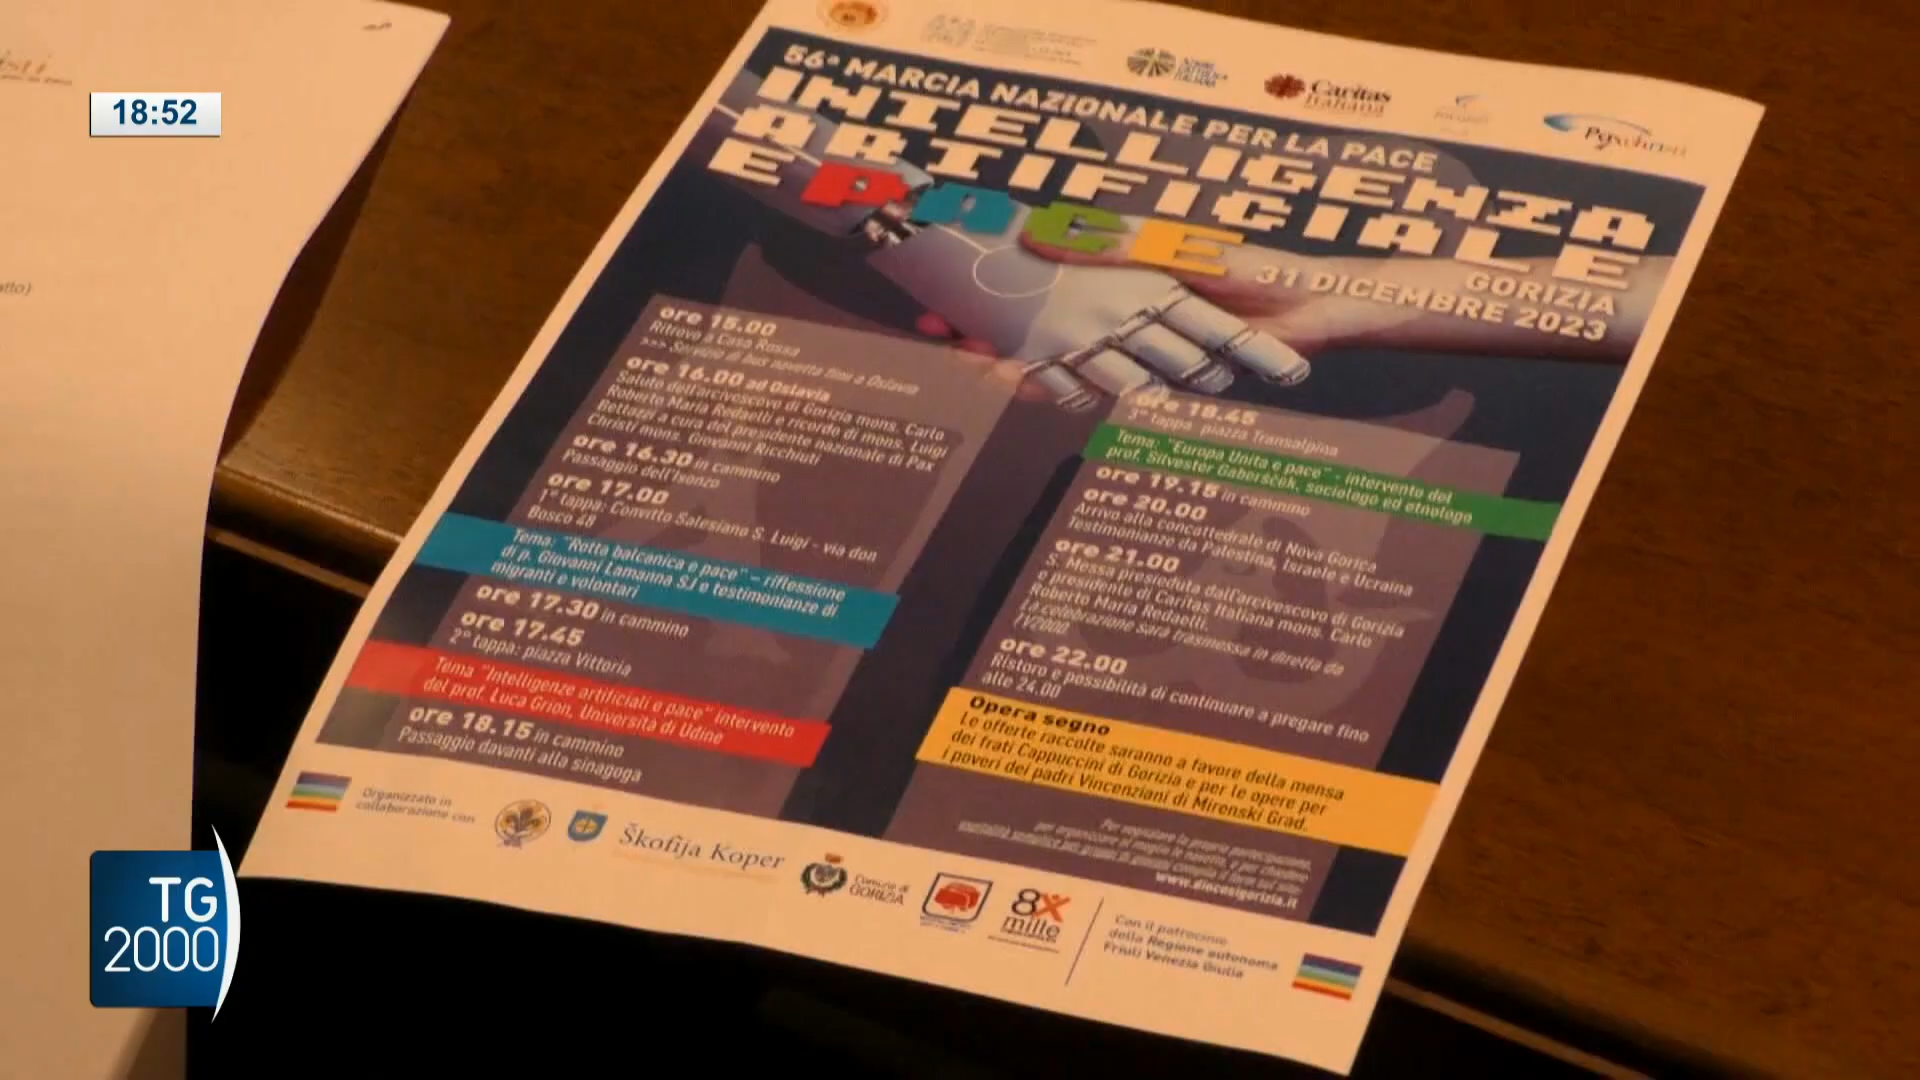 18:52
Caritas
Italiana
56ª MARCIA NAZIONALE PER LA PACE
INTELLIGENZA
ARTIFICIALE
E PACE
GORIZIA
31 DICEMBRE 2023
ore 15.00
Ritrovo a Casa Rossa
>>> Servizio di bus navetta fino a Oslavia
ore 16.00 ad Oslavia
Saluto dell'arcivescovo di Gorizia mons. Carlo
Roberto Maria Redaelli e ricordo di mons. Luigi
Bettazzi a cura del presidente nazionale di Pax
Christi mons. Giovanni Ricchiuti
ore 16.30 in cammino
Passaggio dell'Isonzo
ore 17.00
1ª tappa: Convitto Salesiano S. Luigi - via don
Bosco 48
Tema: "Rotta balcanica e pace" - riflessione
di p. Giovanni Lamanna SJ e testimonianze di
migranti e volontari
ore 17.30 in cammino
ore 17.45
2ª tappa: piazza Vittoria
Tema "Intelligenze artificiali e pace" intervento
del prof. Luca Grion, Università di Udine
ore 18.15 in cammino
Passaggio davanti alla sinagoga
ore 18.45
3ª tappa piazza Transalpina
Tema: "Europa Unita e pace" - intervento del
prof. Silvester Gaberšček, sociologo ed etnologo
ore 19.15 in cammino
ore 20.00
Arrivo alla concattedrale di Nova Gorica
Testimonianze da Palestina, Israele e Ucraina
ore 21.00
S. Messa presieduta dall'arcivescovo di Gorizia
e presidente di Caritas Italiana mons. Carlo
Roberto Maria Redaelli.
La celebrazione sarà trasmessa in diretta da
TV2000
ore 22.00
Ristoro e possibilità di continuare a pregare fino
alle 24.00
Opera segno
Le offerte raccolte saranno a favore della mensa
dei frati Cappuccini di Gorizia e per le opere per
i poveri dei padri Vincenziani di Mirenski Grad.
www.diocesigorizia.it
Organizzato in
collaborazione con
Škofija Koper
Comune di
GORIZIA
8X
mille
Con il patrocinio
della Regione autonoma
Friuli Venezia Giulia
TG
2000